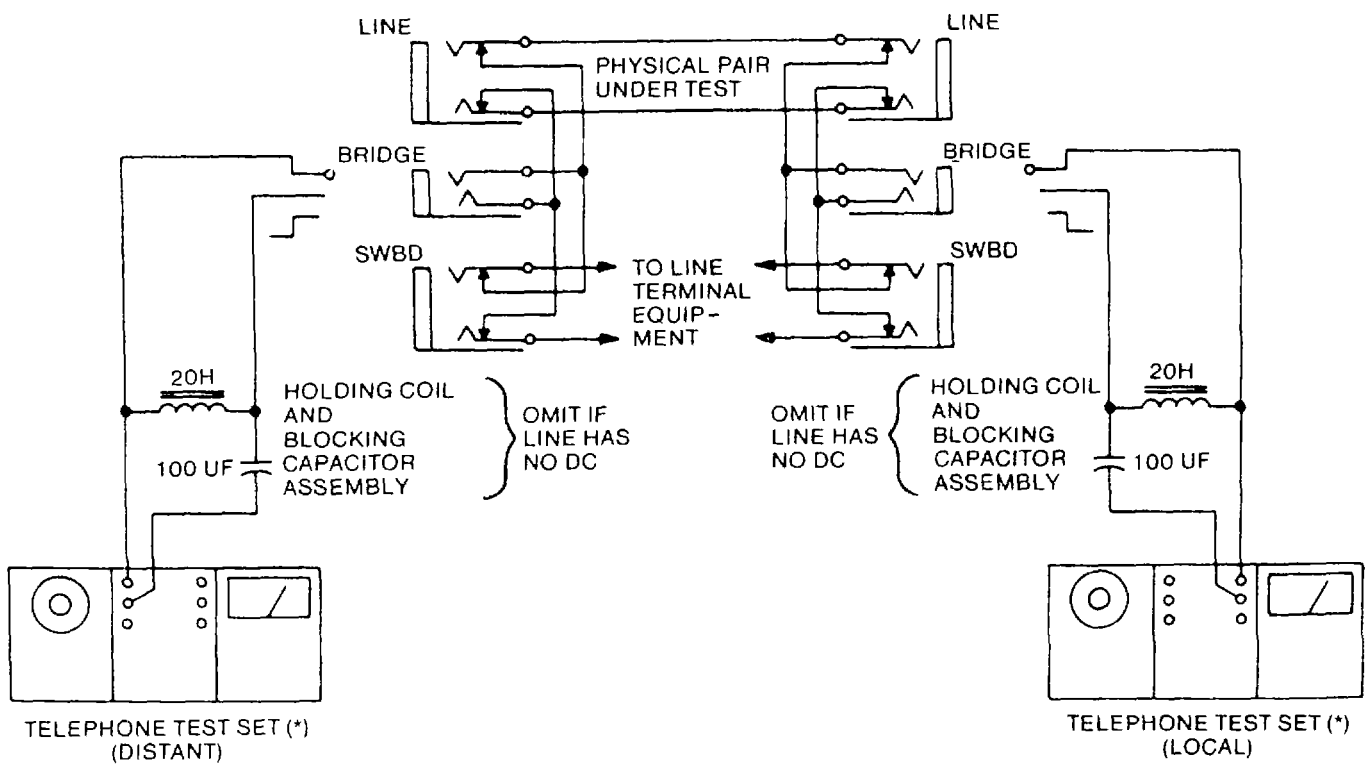 LINE
LINE
PHYSICAL PAIR
UNDER TEST
BRIDGE
BRIDGE
SWBD
SWBD
TO LINE
TERMINAL
EQUIP-
MENT
20H
HOLDING COIL
AND
BLOCKING
CAPACITOR
ASSEMBLY
100 UF
OMIT IF
LINE HAS
NO DC
OMIT IF
LINE HAS
NO DC
HOLDING COIL
AND
BLOCKING
CAPACITOR
ASSEMBLY
20H
100 UF
TELEPHONE TEST SET (*)
(DISTANT)
TELEPHONE TEST SET (*)
(LOCAL)